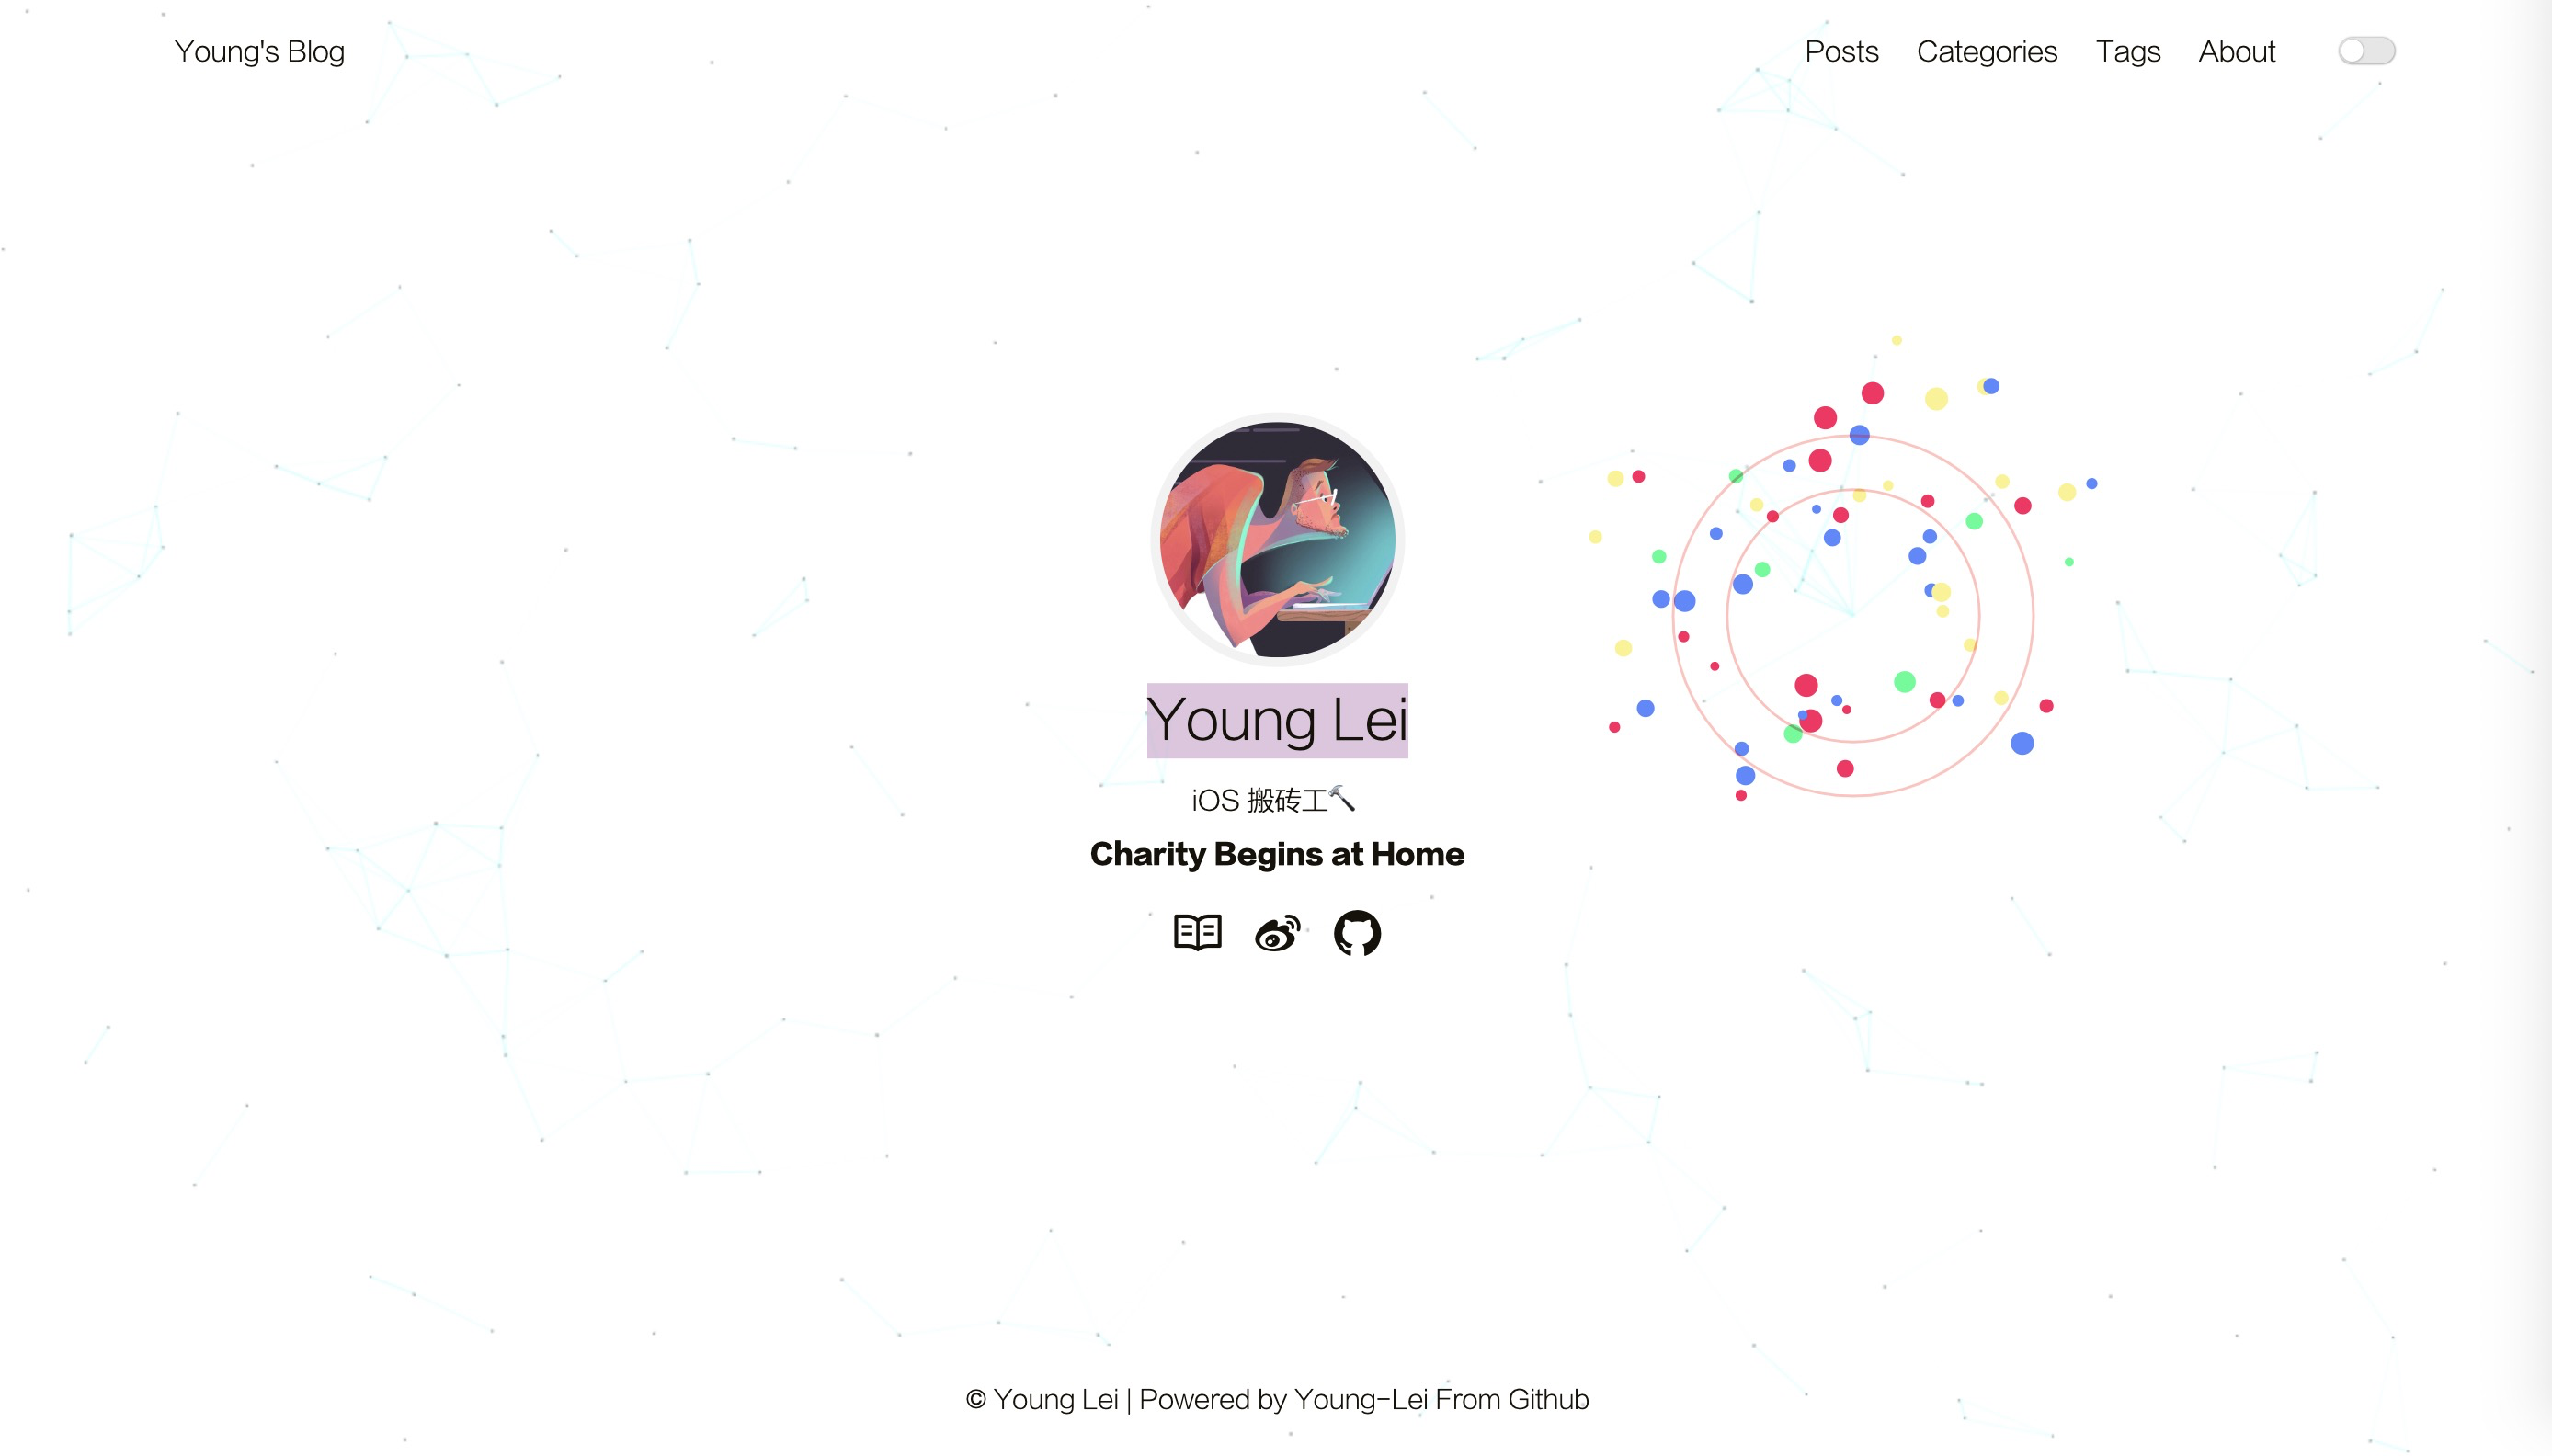 Young's Blog
Posts Categories Tags About
Young Lei
iOS 搬砖工🔨
Charity Begins at Home
© Young Lei | Powered by Young-Lei From Github